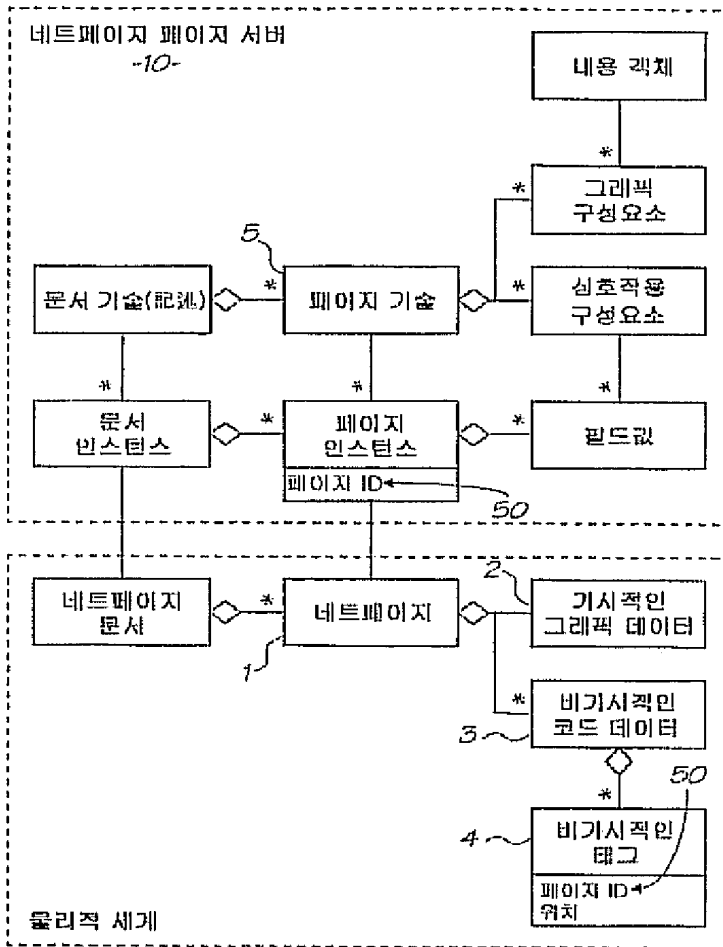 네트페이지 페이지 서버
-10-
내용 객체
*
*
그래픽
구성요소
5
문서 기술(記述)
*
페이지 기술
*
상호작용
구성요소
*
*
*
문서
인스턴스
*
페이지
인스턴스
*
필드값
페이지 ID
50
네트페이지
문서
*
네트페이지
1
2
가시적인
그래픽 데이터
*
비가시적인
코드 데이터
3
*
50
4
비가시적인
태그
페이지 ID
위치
물리적 세계